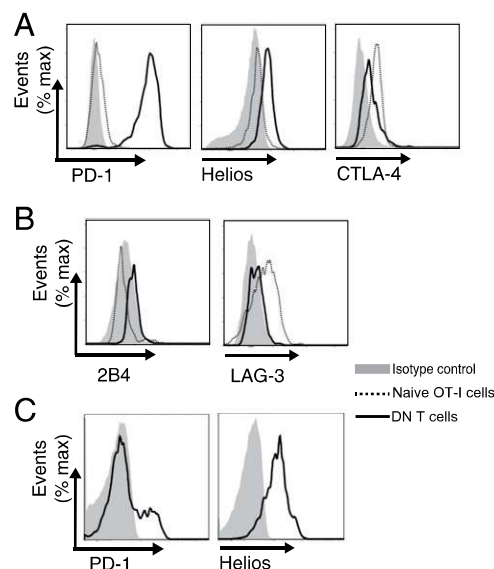 A
Events
(% max)
PD-1
Helios
CTLA-4
B
Events
(% max)
2B4
LAG-3
Isotype control
Naive OT-I cells
DN T cells
C
Events
(% max)
PD-1
Helios